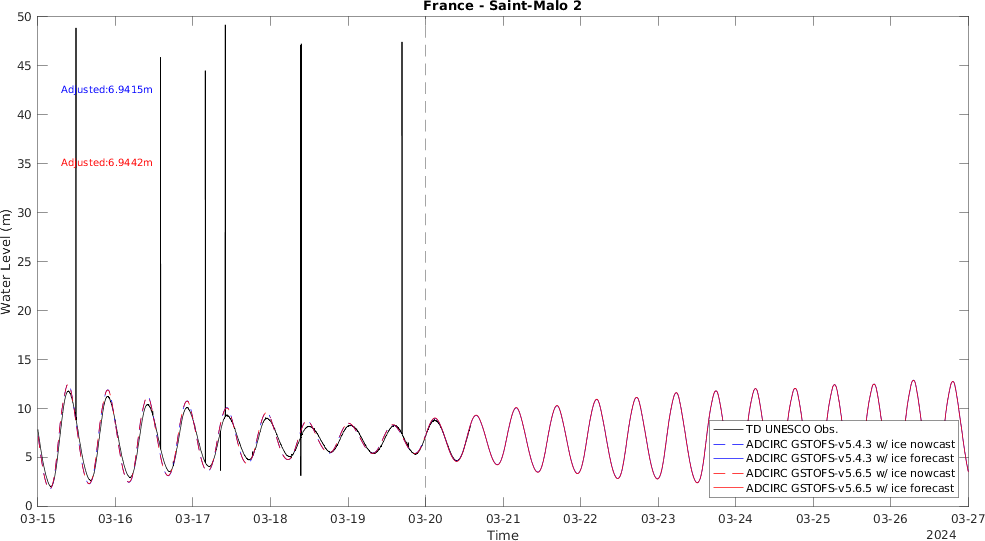 France - Saint-Malo 2
50
45
40
35
30
25
20
15
10
5
0
Water Level (m)
Adjusted:6.9415m
Adjusted:6.9442m
TD UNESCO Obs.
ADCIRC GSTOFS-v5.4.3 w/ ice nowcast
ADCIRC GSTOFS-v5.4.3 w/ ice forecast
ADCIRC GSTOFS-v5.6.5 w/ ice nowcast
ADCIRC GSTOFS-v5.6.5 w/ ice forecast
03-15 03-16 03-17 03-18 03-19 03-20 03-21 03-22 03-23 03-24 03-25 03-26 03-27
Time
2024